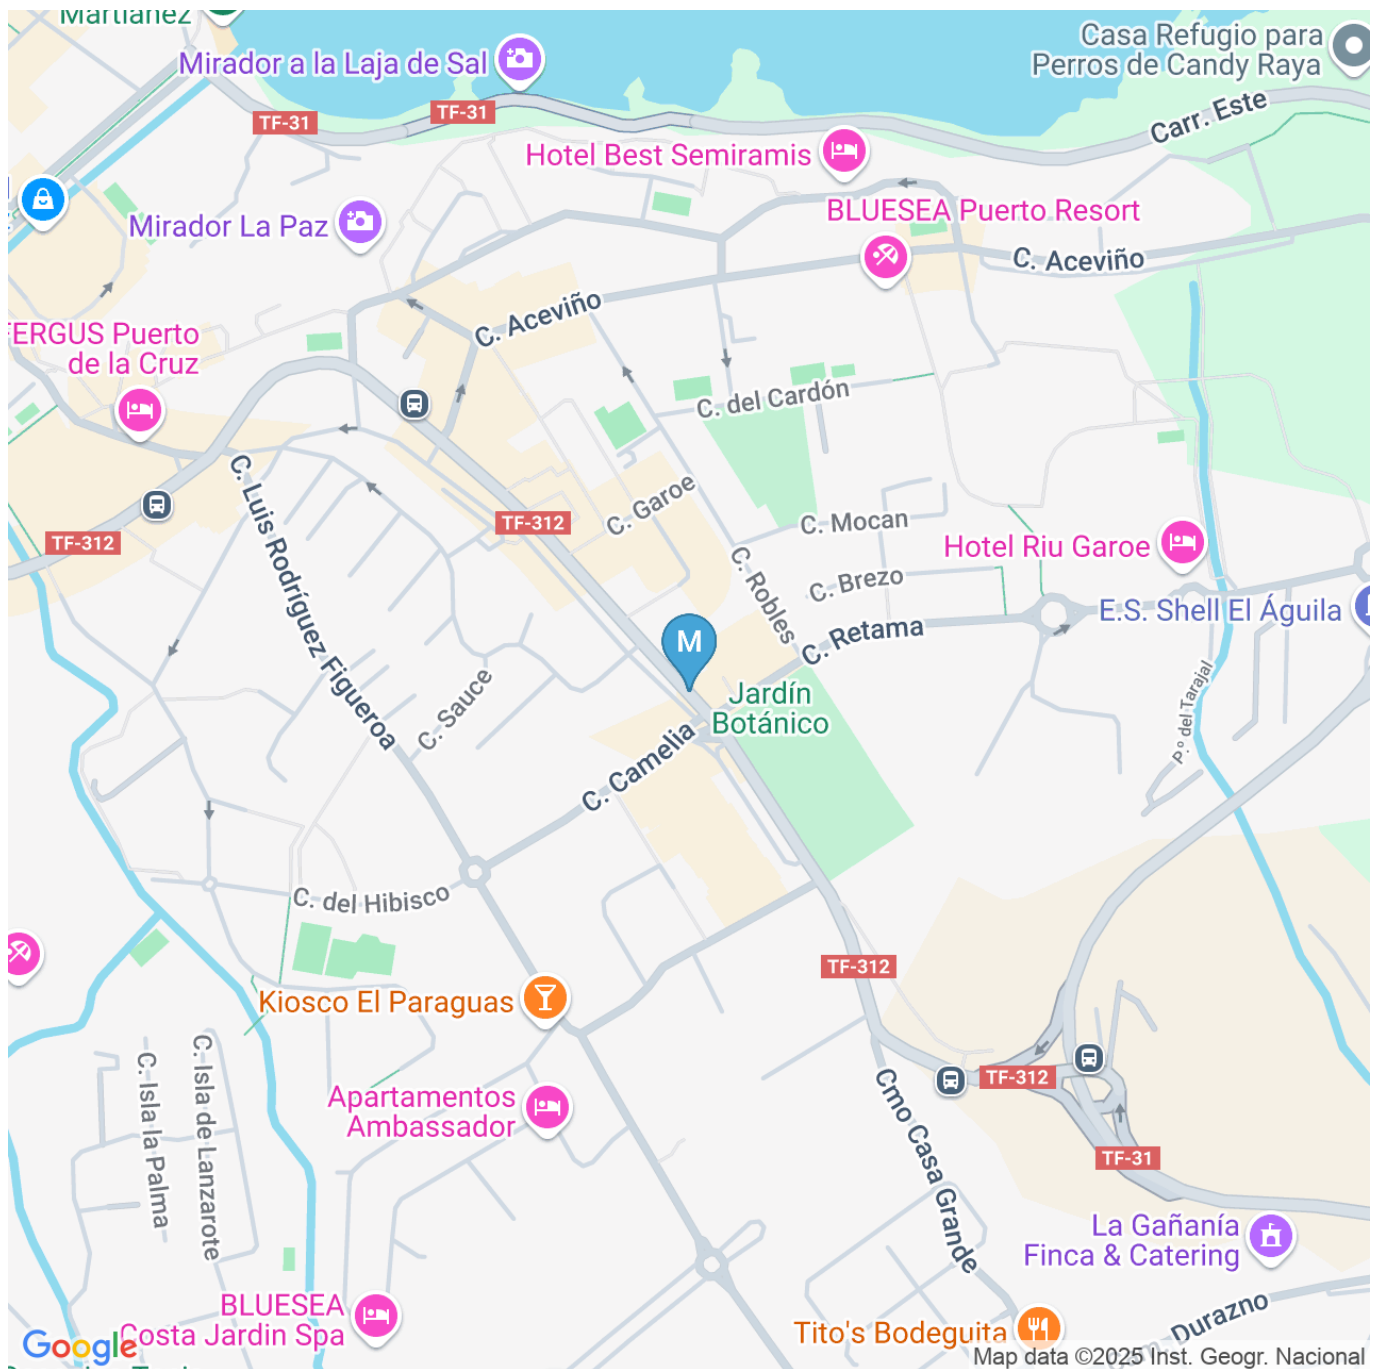 Martiánez
Mirador a la Laja de Sal
Casa Refugio para
Perros de Candy Raya
TF-31
TF-31
Carr. Este
Hotel Best Semiramis
BLUESEA Puerto Resort
Mirador La Paz
C. Aceviño
C. Aceviño
FERGUS Puerto
de la Cruz
C. del Cardón
C. Garoe
TF-312
C. Mocan
TF-312
Hotel Riu Garoe
C. Luis Rodríguez Figueroa
C. Robles
C. Brezo
E.S. Shell El Águila
C. Retama
M
C. Sauce
Jardín
Botánico
P.º del Tarajal
C. Camelia
C. del Hibisco
TF-312
Kiosco El Paraguas
C. Isla la Palma
C. Isla de Lanzarote
TF-312
Apartamentos
Ambassador
Cmo Casa Grande
TF-31
La Gañanía
Finca & Catering
BLUESEA
Costa Jardin Spa
Tito's Bodeguita
Durazno
Google
Map data ©2025 Inst. Geogr. Nacional